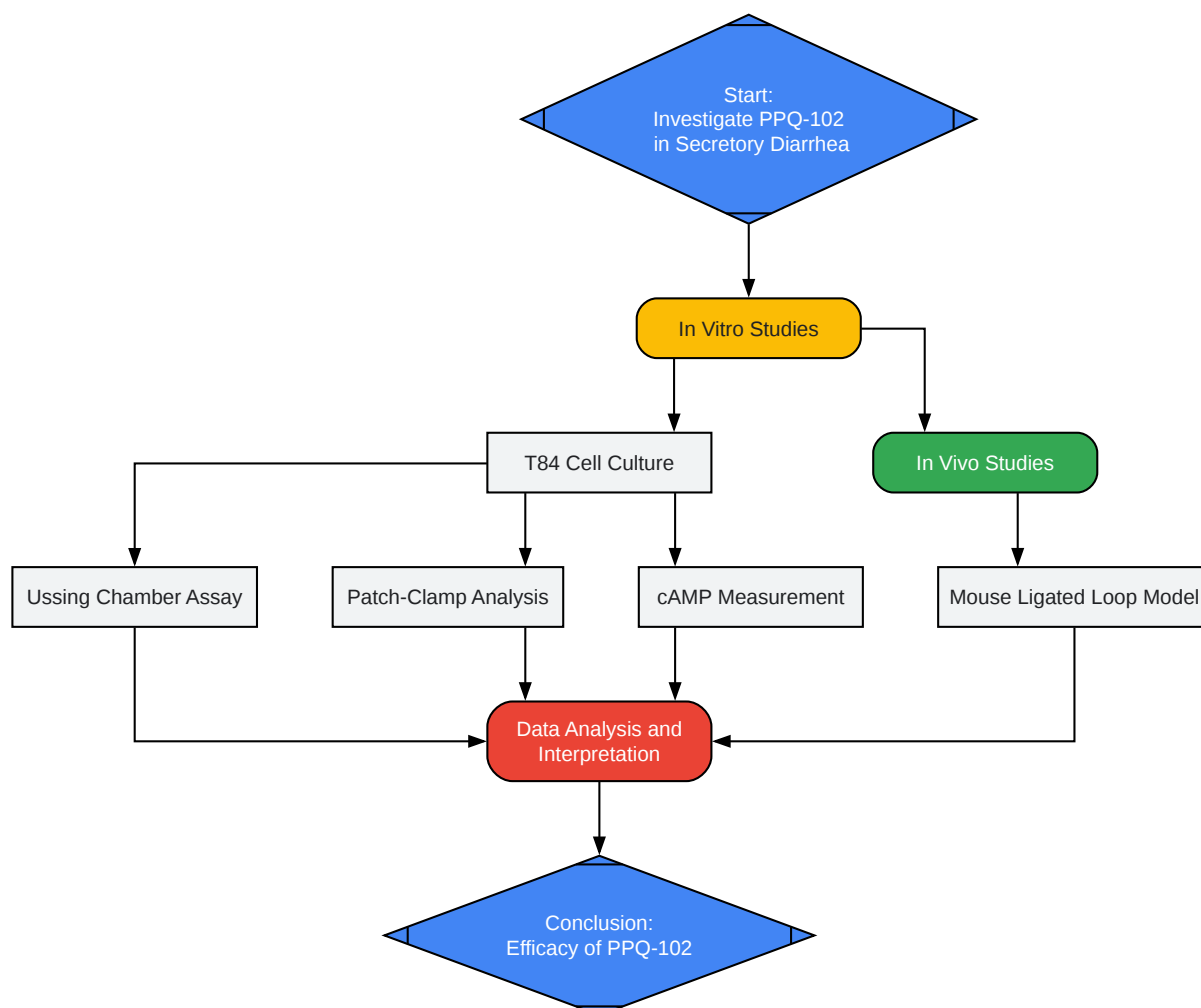 Start:
Investigate PPQ-102
in Secretory Diarrhea
In Vitro Studies
T84 Cell Culture
In Vivo Studies
Ussing Chamber Assay
Patch-Clamp Analysis
cAMP Measurement
Mouse Ligated Loop Model
Data Analysis and
Interpretation
Conclusion:
Efficacy of PPQ-102